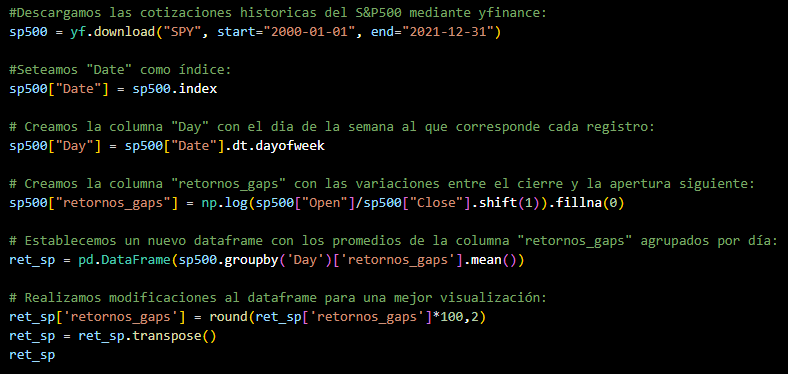 #Descargamos las cotizaciones historicas del S&P500 mediante yfinance:
sp500 = yf.download("SPY", start="2000-01-01", end="2021-12-31")
#Seteamos "Date" como índice:
sp500["Date"] = sp500.index
# Creamos la columna "Day" con el dia de la semana al que corresponde cada registro:
sp500["Day"] = sp500["Date"].dt.dayofweek
# Creamos la columna "retornos_gaps" con las variaciones entre el cierre y la apertura siguiente:
sp500["retornos_gaps"] = np.log(sp500["Open"]/sp500["Close"].shift(1)).fillna(0)
# Establecemos un nuevo dataframe con los promedios de la columna "retornos_gaps" agrupados por día:
ret_sp = pd.DataFrame(sp500.groupby('Day')['retornos_gaps'].mean())
# Realizamos modificaciones al dataframe para una mejor visualización:
ret_sp['retornos_gaps'] = round(ret_sp['retornos_gaps']*100,2)
ret_sp = ret_sp.transpose()
ret_sp